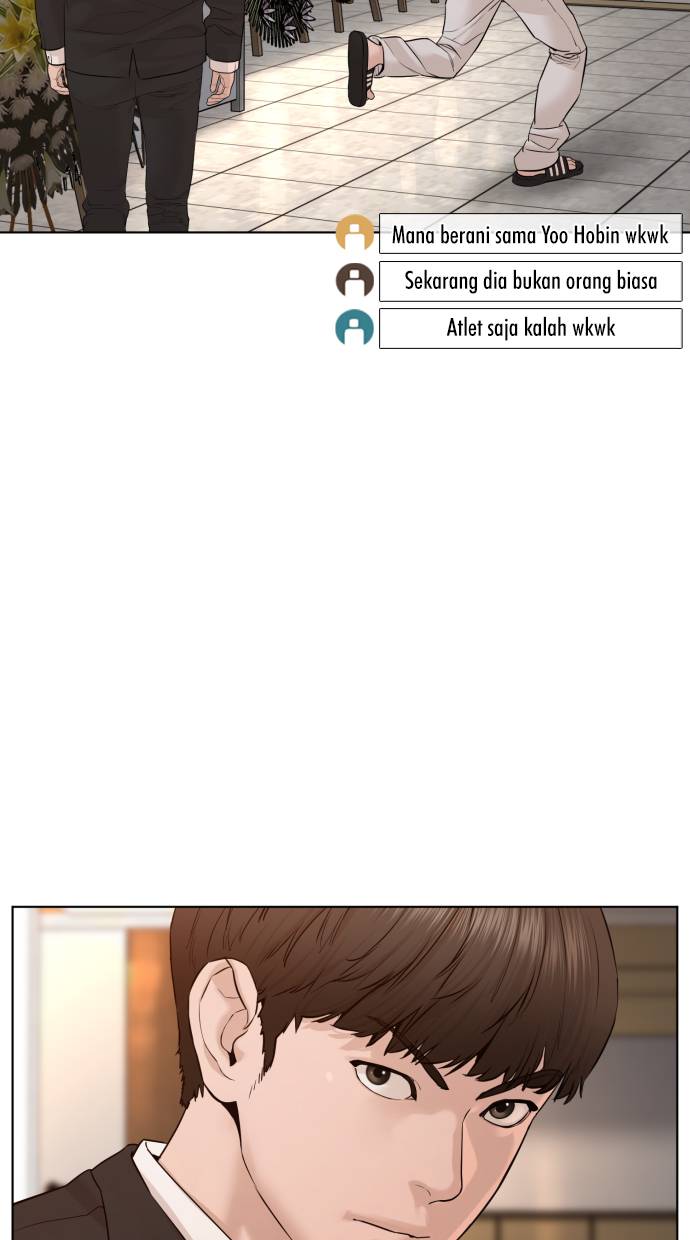 Mana berani sama Yoo Hobin wkwk
Sekarang dia bukan orang biasa
Atlet saja kalah wkwk